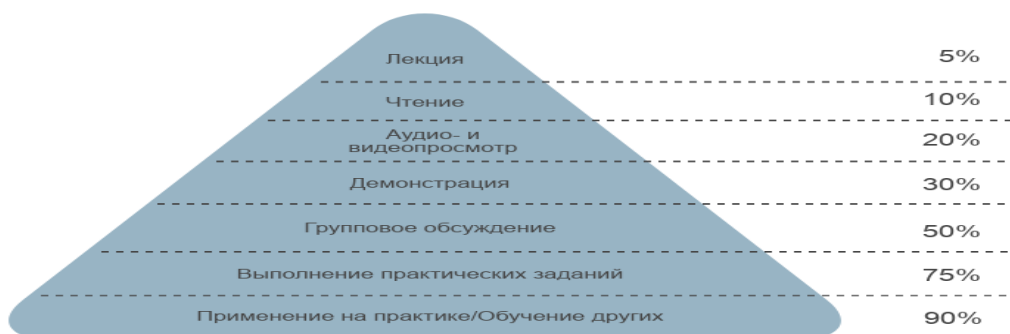 Лекция 5%
Чтение 10%
Аудио- и
видеопросмотр 20%
Демонстрация 30%
Групповое обсуждение 50%
Выполнение практических заданий 75%
Применение на практике/Обучение других 90%